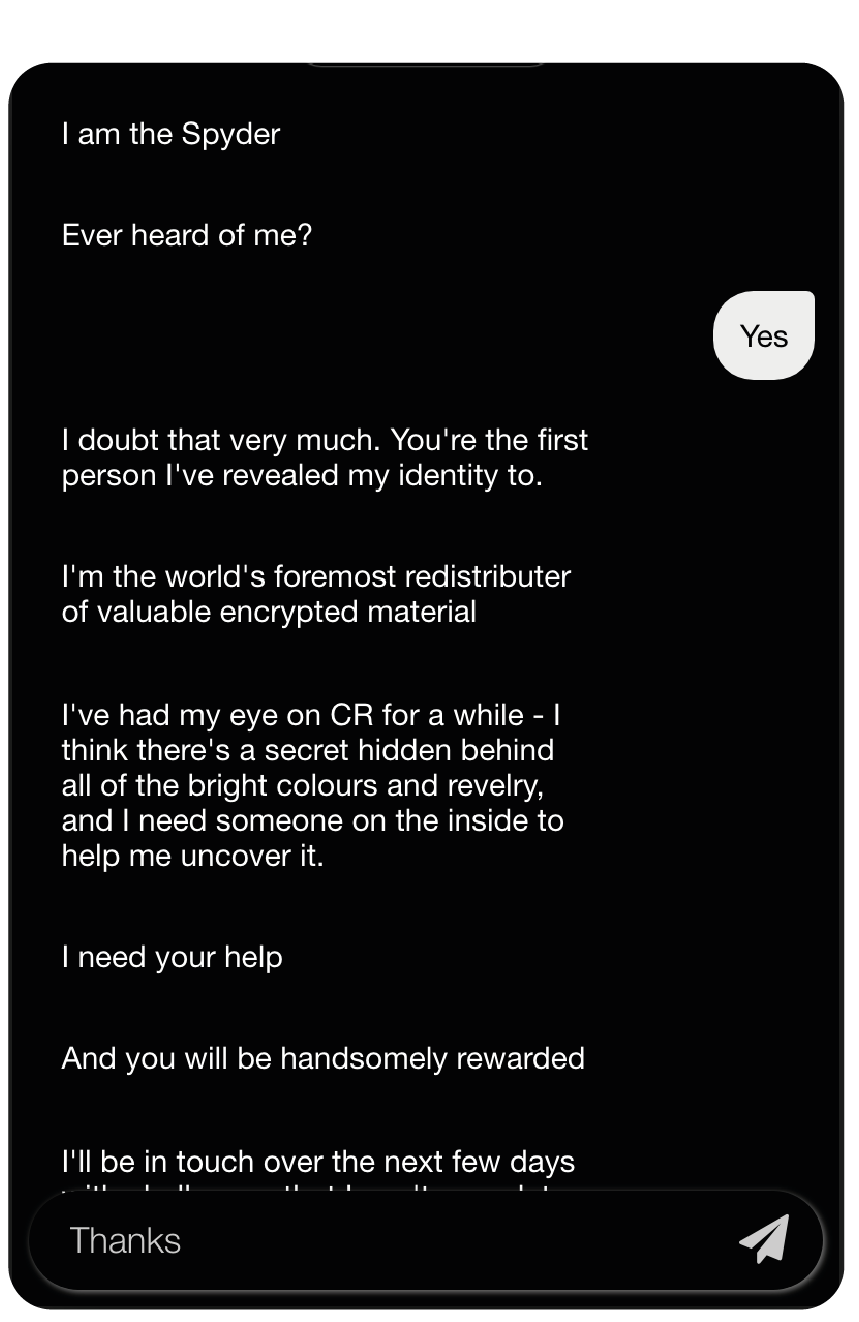 I am the Spyder
Ever heard of me?
Yes
I doubt that very much. You're the first
person I've revealed my identity to.
I'm the world's foremost redistributer
of valuable encrypted material
I've had my eye on CR for a while - I
think there's a secret hidden behind
all of the bright colours and revelry,
and I need someone on the inside to
help me uncover it.
I need your help
And you will be handsomely rewarded
I'll be in touch over the next few days
Thanks